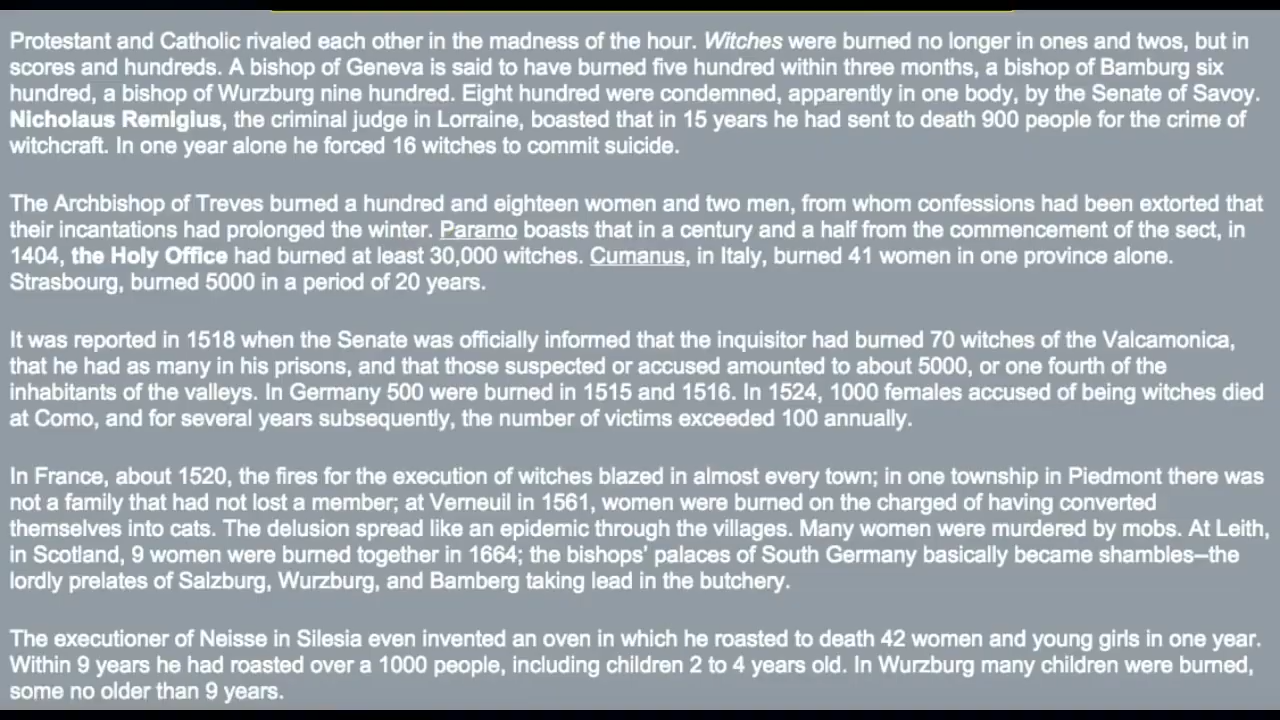 Protestant and Catholic rivaled each other in the madness of the hour. Witches were burned no longer in ones and twos, but in
scores and hundreds. A bishop of Geneva is said to have burned five hundred within three months, a bishop of Bamburg six
hundred, a bishop of Wurzburg nine hundred. Eight hundred were condemned, apparently in one body, by the Senate of Savoy.
Nicholaus Remigius, the criminal judge in Lorraine, boasted that in 15 years he had sent to death 900 people for the crime of
witchcraft. In one year alone he forced 16 witches to commit suicide.
The Archbishop of Treves burned a hundred and eighteen women and two men, from whom confessions had been extorted that
their incantations had prolonged the winter. Paramo boasts that in a century and a half from the commencement of the sect, in
1404, the Holy Office had burned at least 30,000 witches. Cumanus, in Italy, burned 41 women in one province alone.
Strasbourg, burned 5000 in a period of 20 years.
It was reported in 1518 when the Senate was officially informed that the inquisitor had burned 70 witches of the Valcamonica,
that he had as many in his prisons, and that those suspected or accused amounted to about 5000, or one fourth of the
inhabitants of the valleys. In Germany 500 were burned in 1515 and 1516. In 1524, 1000 females accused of being witches died
at Como, and for several years subsequently, the number of victims exceeded 100 annually.
In France, about 1520, the fires for the execution of witches blazed in almost every town; in one township in Piedmont there was
not a family that had not lost a member; at Verneuil in 1561, women were burned on the charged of having converted
themselves into cats. The delusion spread like an epidemic through the villages. Many women were murdered by mobs. At Leith,
in Scotland, 9 women were burned together in 1664; the bishops' palaces of South Germany basically became shambles–the
lordly prelates of Salzburg, Wurzburg, and Bamberg taking lead in the butchery.
The executioner of Neisse in Silesia even invented an oven in which he roasted to death 42 women and young girls in one year.
Within 9 years he had roasted over a 1000 people, including children 2 to 4 years old. In Wurzburg many children were burned,
some no older than 9 years.